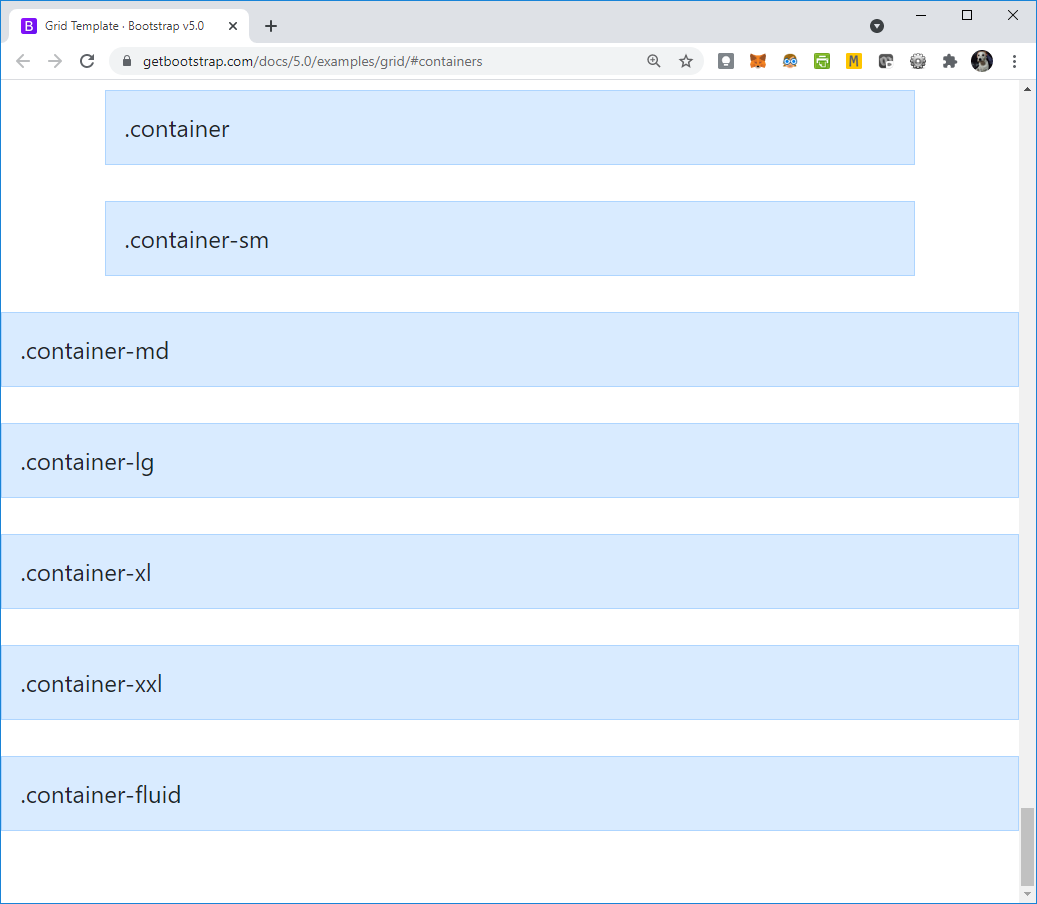 B Grid Template · Bootstrap v5.0
getbootstrap.com/docs/5.0/examples/grid/#containers
M
.container
.container-sm
.container-md
.container-lg
.container-xl
.container-xxl
.container-fluid